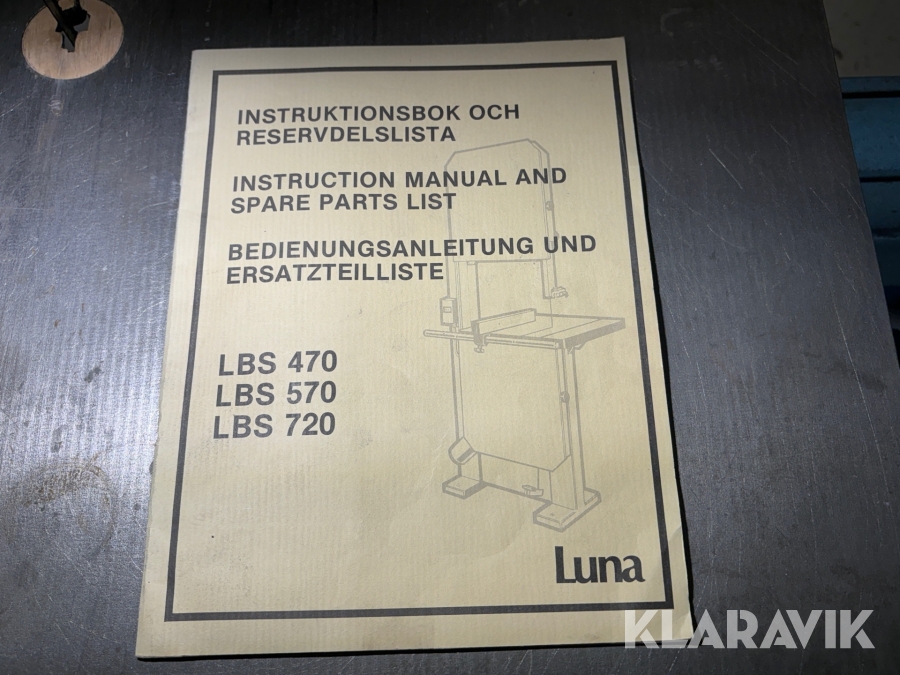 INSTRUKTIONSBOK OCH
RESERVDELSLISTA
INSTRUCTION MANUAL AND
SPARE PARTS LIST
BEDIENUNGSANLEITUNG UND
ERSATZTEILLISTE
LBS 470
LBS 570
LBS 720
Luna
KLARAVIK